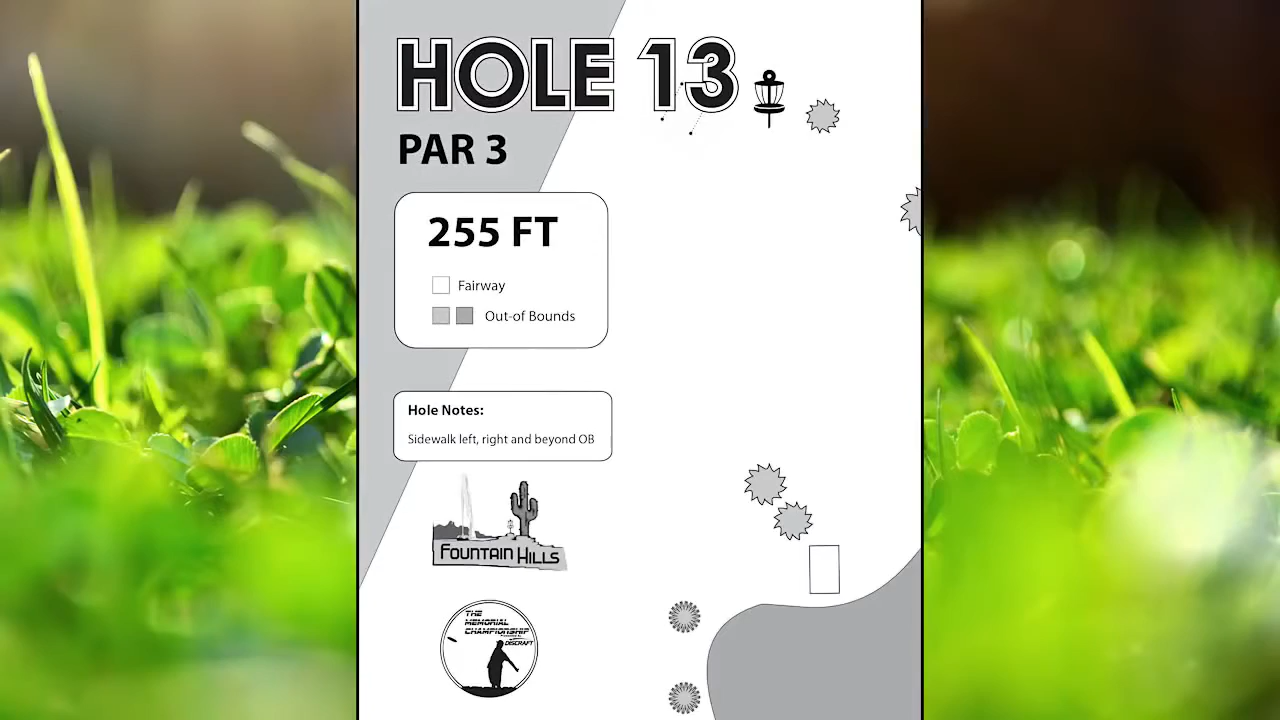 HOLE 13
PAR 3
255 FT
Fairway
Out-of Bounds
Hole Notes:
Sidewalk left, right and beyond OB
FOUNTAIN HILLS
THE
MEMORIAL
CHAMPIONSHIP
DISCRAFT